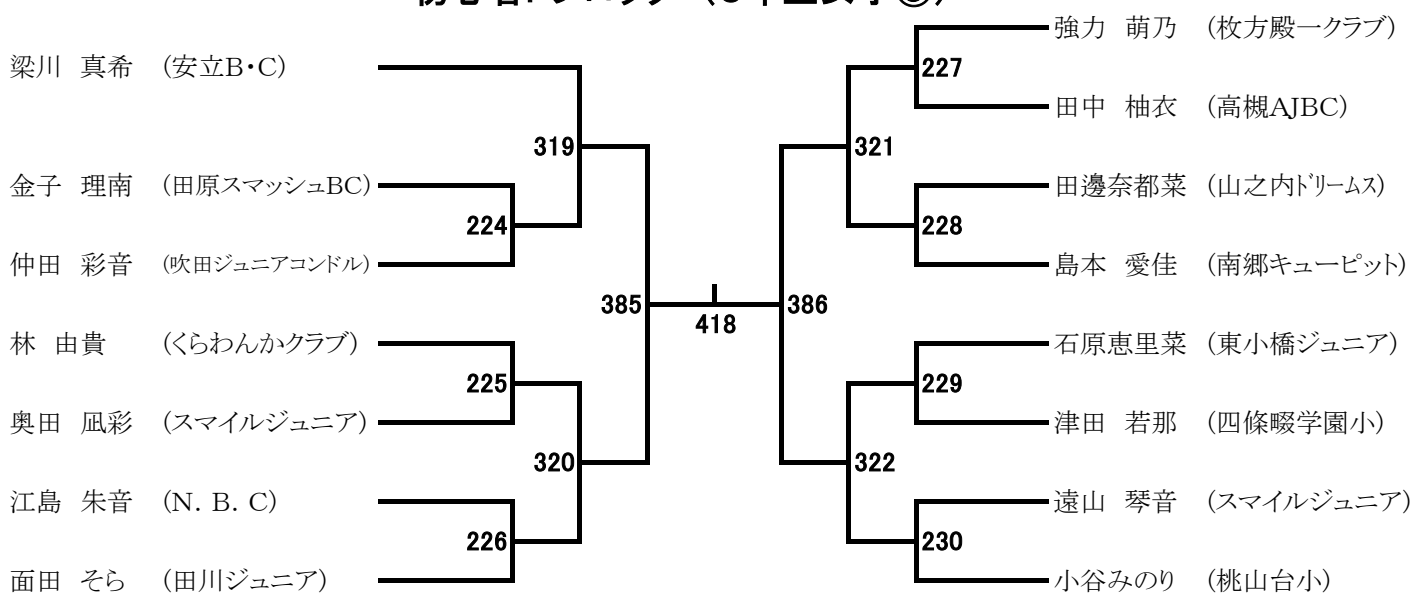 梁川 真希 (安立B・C)
319
金子 理南 (田原スマッシュBC)
224
仲田 彩音 (吹田ジュニアコンドル)
385
林 由貴 (くらわんかクラブ)
225
奥田 凪彩 (スマイルジュニア)
320
江島 朱音 (N. B. C)
226
面田 そら (田川ジュニア)
418
強力 萌乃 (枚方殿一クラブ)
227
田中 柚衣 (高槻AJBC)
321
田邊奈都菜 (山之内ドリームス)
228
島本 愛佳 (南郷キューピット)
386
石原恵里菜 (東小橋ジュニア)
229
津田 若那 (四條畷学園小)
322
遠山 琴音 (スマイルジュニア)
230
小谷みのり (桃山台小)